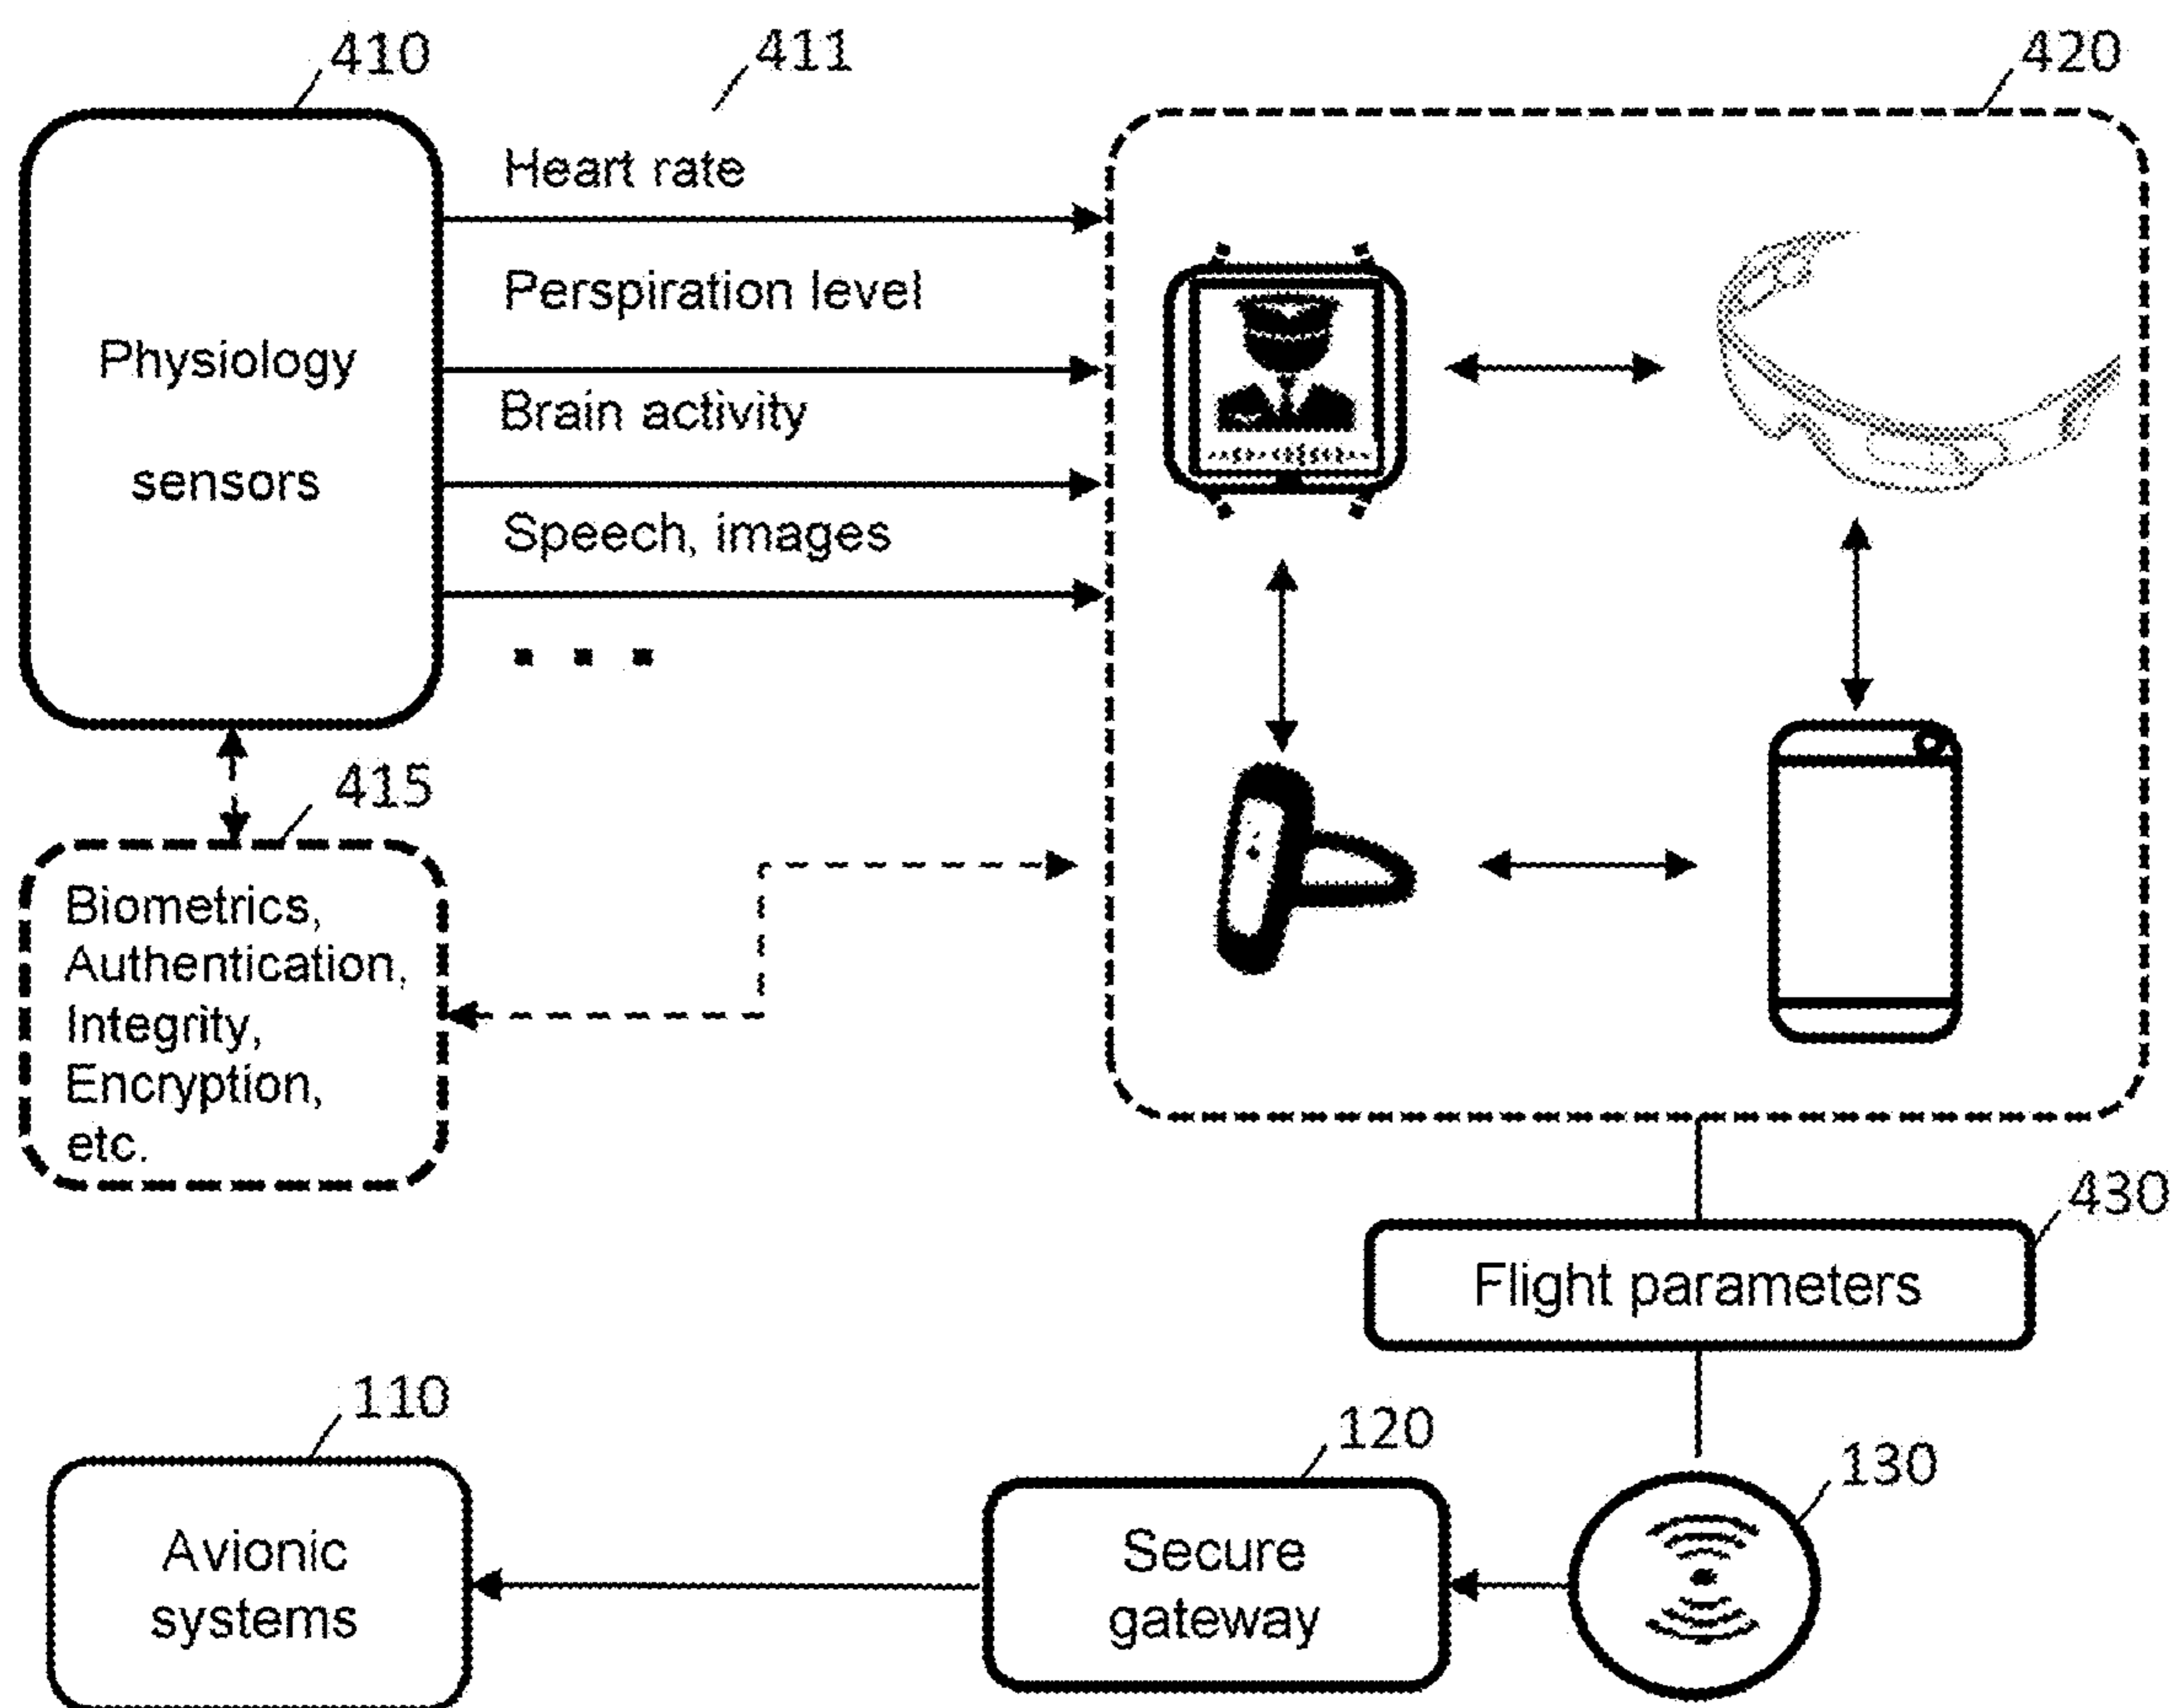 410
411
420
Heart rate
Perspiration level
Physiology
sensors
Brain activity
Speech, images
. . .
415
Biometrics,
Authentication,
Integrity,
Encryption,
etc.
430
Flight parameters
110
120
130
Avionic
systems
Secure
gateway